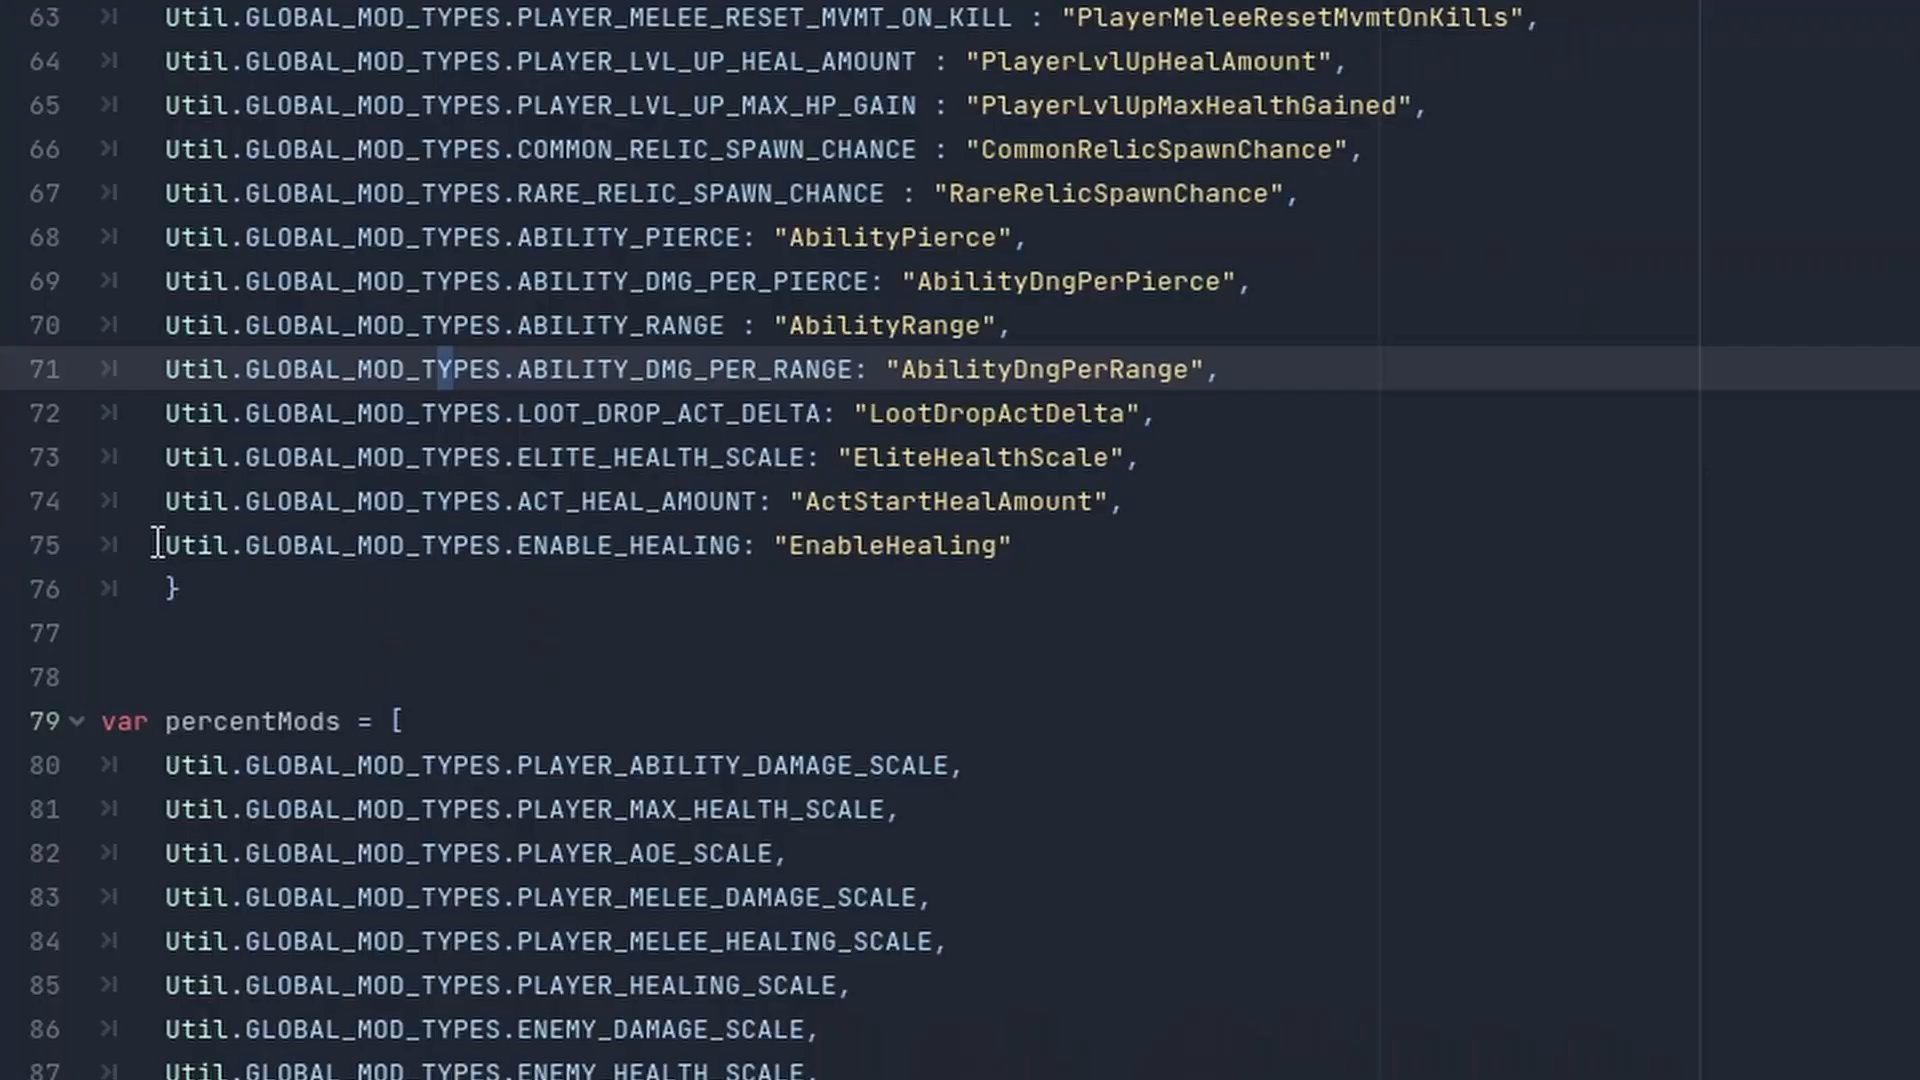 63 Util.GLOBAL_MOD_TYPES.PLAYER_MELEE_RESET_MVMT_ON_KILL : "PlayerMeleeResetMvmtOnKills",
64 Util.GLOBAL_MOD_TYPES.PLAYER_LVL_UP_HEAL_AMOUNT : "PlayerLvlUpHealAmount",
65 Util.GLOBAL_MOD_TYPES.PLAYER_LVL_UP_MAX_HP_GAIN : "PlayerLvlUpMaxHealthGained",
66 Util.GLOBAL_MOD_TYPES.COMMON_RELIC_SPAWN_CHANCE : "CommonRelicSpawnChance",
67 Util.GLOBAL_MOD_TYPES.RARE_RELIC_SPAWN_CHANCE : "RareRelicSpawnChance",
68 Util.GLOBAL_MOD_TYPES.ABILITY_PIERCE: "AbilityPierce",
69 Util.GLOBAL_MOD_TYPES.ABILITY_DMG_PER_PIERCE: "AbilityDngPerPierce",
70 Util.GLOBAL_MOD_TYPES.ABILITY_RANGE : "AbilityRange",
71 Util.GLOBAL_MOD_TYPES.ABILITY_DMG_PER_RANGE: "AbilityDngPerRange",
72 Util.GLOBAL_MOD_TYPES.LOOT_DROP_ACT_DELTA: "LootDropActDelta",
73 Util.GLOBAL_MOD_TYPES.ELITE_HEALTH_SCALE: "EliteHealthScale",
74 Util.GLOBAL_MOD_TYPES.ACT_HEAL_AMOUNT: "ActStartHealAmount",
75 Util.GLOBAL_MOD_TYPES.ENABLE_HEALING: "EnableHealing"
76 }
77
78
79 var percentMods = [
80 Util.GLOBAL_MOD_TYPES.PLAYER_ABILITY_DAMAGE_SCALE,
81 Util.GLOBAL_MOD_TYPES.PLAYER_MAX_HEALTH_SCALE,
82 Util.GLOBAL_MOD_TYPES.PLAYER_AOE_SCALE,
83 Util.GLOBAL_MOD_TYPES.PLAYER_MELEE_DAMAGE_SCALE,
84 Util.GLOBAL_MOD_TYPES.PLAYER_MELEE_HEALING_SCALE,
85 Util.GLOBAL_MOD_TYPES.PLAYER_HEALING_SCALE,
86 Util.GLOBAL_MOD_TYPES.ENEMY_DAMAGE_SCALE,
87 Util.GLOBAL_MOD_TYPES.ENEMY_HEALTH_SCALE,